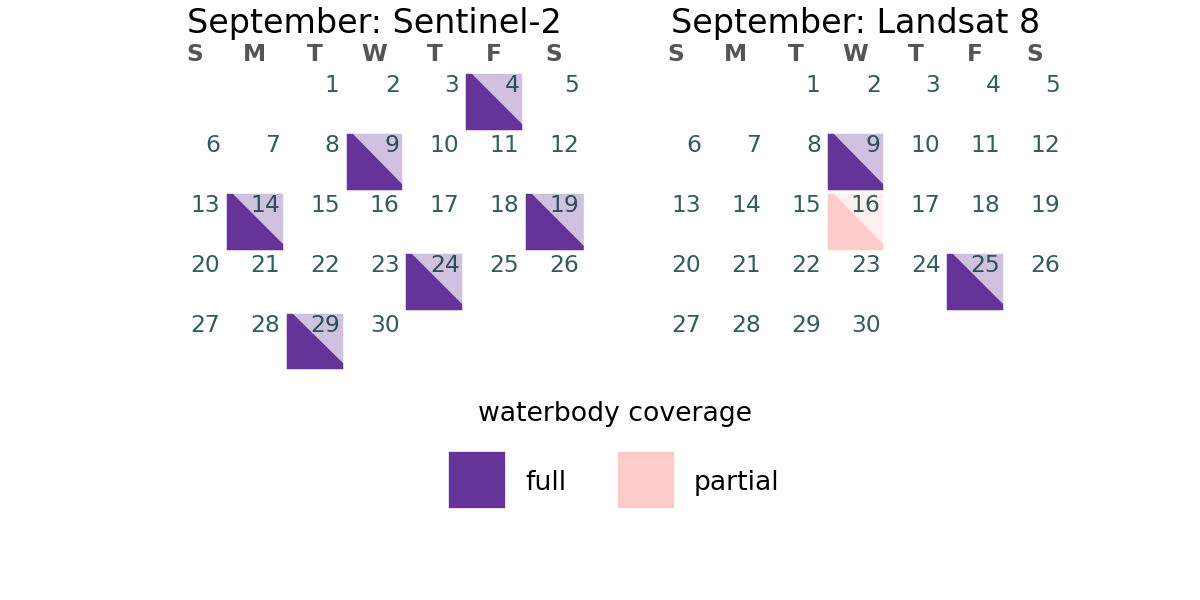 September: Sentinel-2
S M T W T F S
1 2 3 4 5
6 7 8 9 10 11 12
13 14 15 16 17 18 19
20 21 22 23 24 25 26
27 28 29 30
September: Landsat 8
S M T W T F S
1 2 3 4 5
6 7 8 9 10 11 12
13 14 15 16 17 18 19
20 21 22 23 24 25 26
27 28 29 30
waterbody coverage
full partial